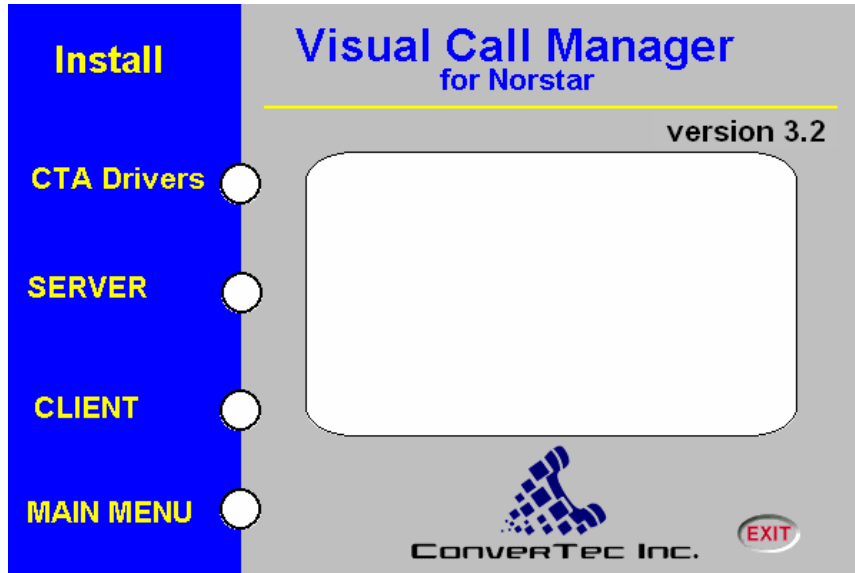 Install
Visual Call Manager
for Norstar
version 3.2
CTA Drivers
SERVER
CLIENT
MAIN MENU
ConverTec Inc.
EXIT